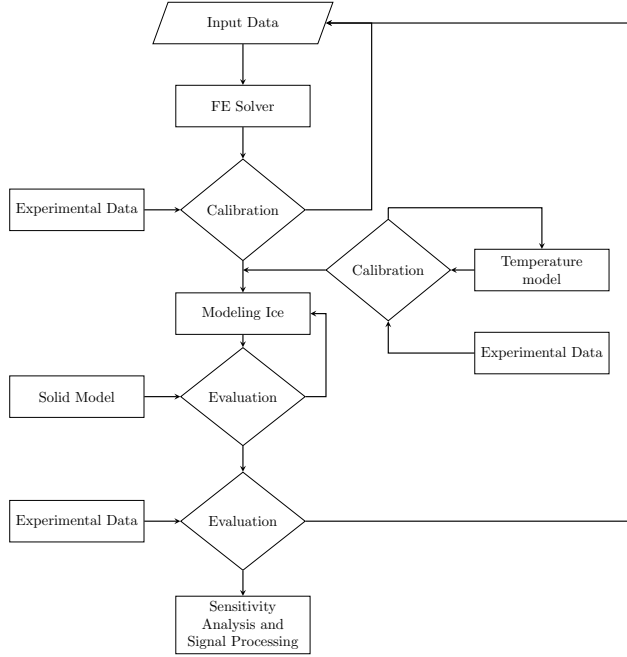 Input Data
FE Solver
Experimental Data
Calibration
Calibration
Temperature
model
Modeling Ice
Experimental Data
Solid Model
Evaluation
Experimental Data
Evaluation
Sensitivity
Analysis and
Signal Processing